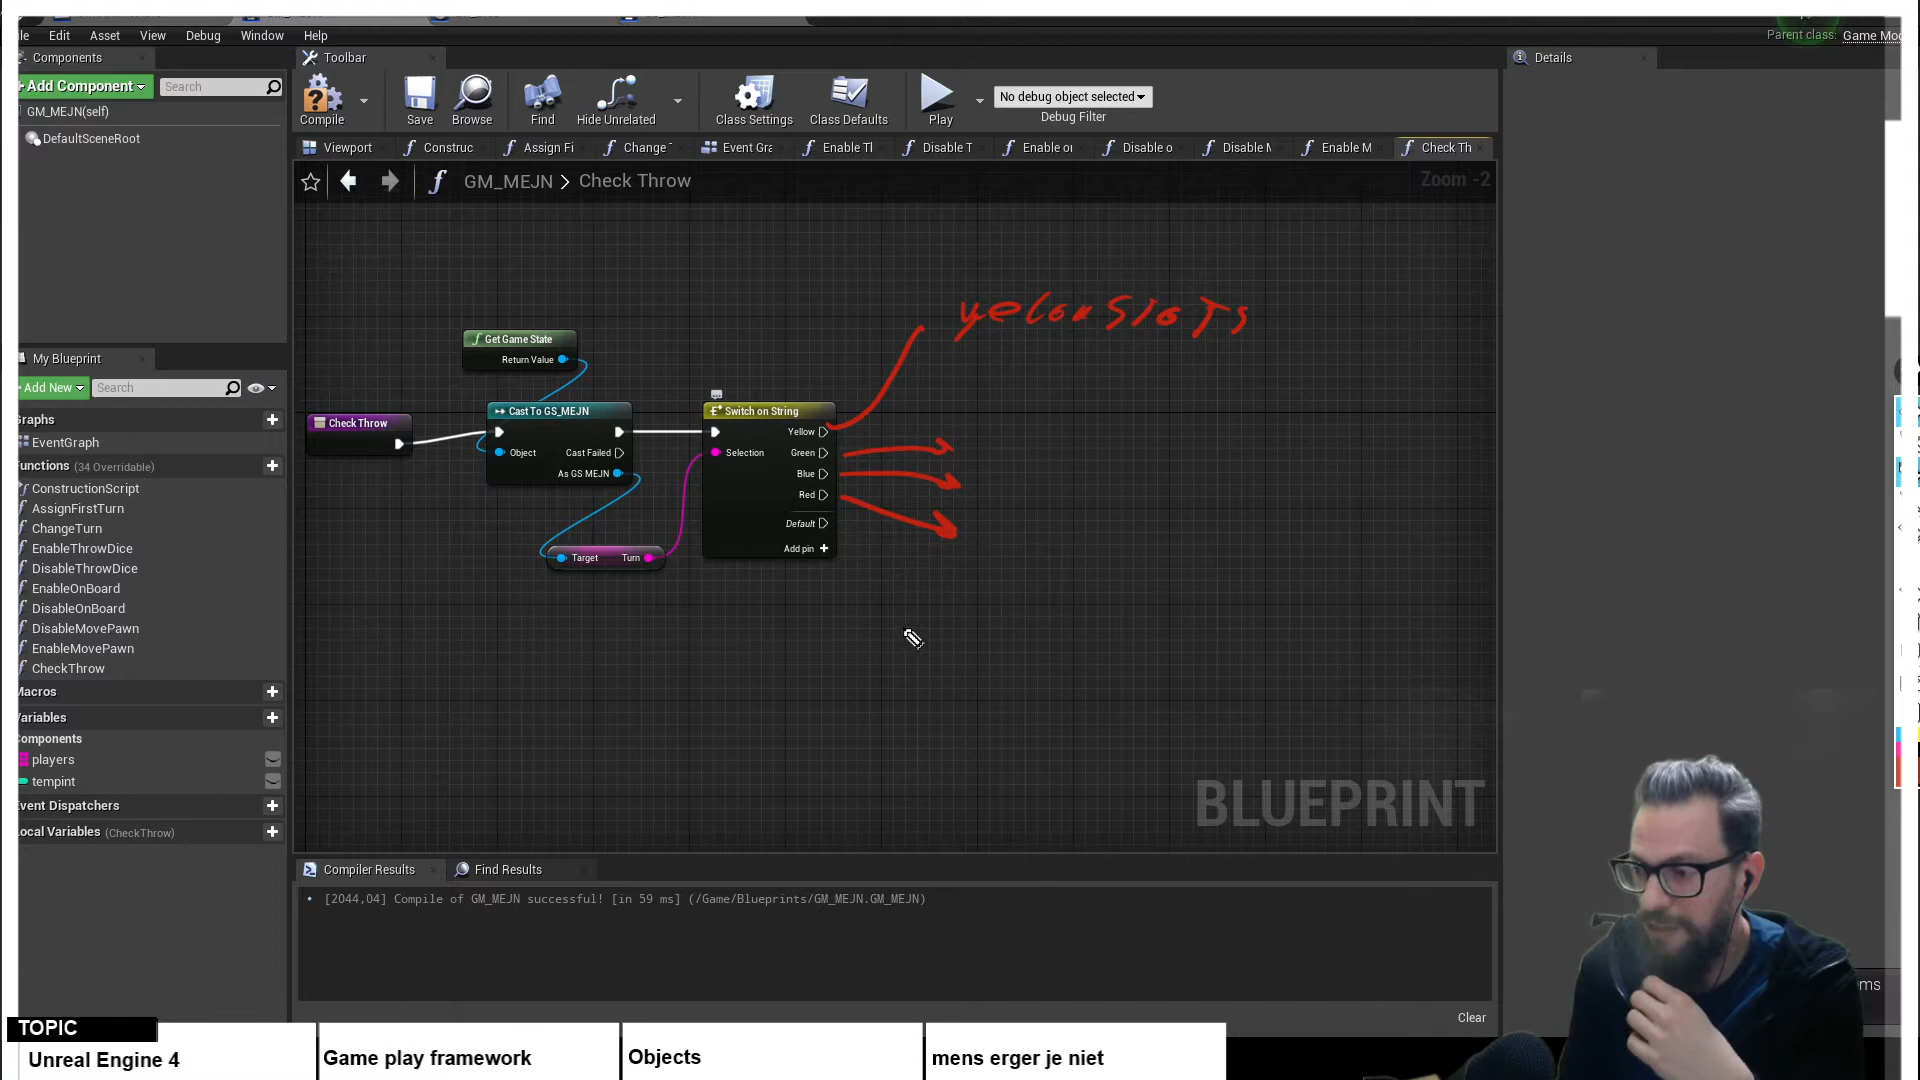 ile Edit Asset View Debug Window Help
Parent class: Game Mo
Components
Toolbar
Details
Add Component
Search
GM_MEJN(self)
DefaultSceneRoot
Compile
Save
Browse
Find
Hide Unrelated
Class Settings
Class Defaults
Play
No debug object selected
Debug Filter
Viewport
Construc
Assign Fi
Change
Event Gra
Enable Tl
Disable T
Enable o
Disable o
Disable M
Enable M
Check Th
GM_MEJN > Check Throw
Zoom -2
yelowSloTs
Get Game State
Return Value
Check Throw
Cast To GS_MEJN
Object
Cast Failed
As GS MEJN
Target Turn
Switch on String
Selection
Yellow
Green
Blue
Red
Default
Add pin +
My Blueprint
Add New
Search
Graphs
EventGraph
Functions (34 Overridable)
ConstructionScript
AssignFirstTurn
ChangeTurn
EnableThrowDice
DisableThrowDice
EnableOnBoard
DisableOnBoard
DisableMovePawn
EnableMovePawn
CheckThrow
Macros
Variables
Components
players
tempint
Event Dispatchers
Local Variables (CheckThrow)
BLUEPRINT
Compiler Results
Find Results
[2044,04] Compile of GM_MEJN successful! [in 59 ms] (/Game/Blueprints/GM_MEJN.GM_MEJN)
Clear
ms
TOPIC
Unreal Engine 4
Game play framework
Objects
mens erger je niet